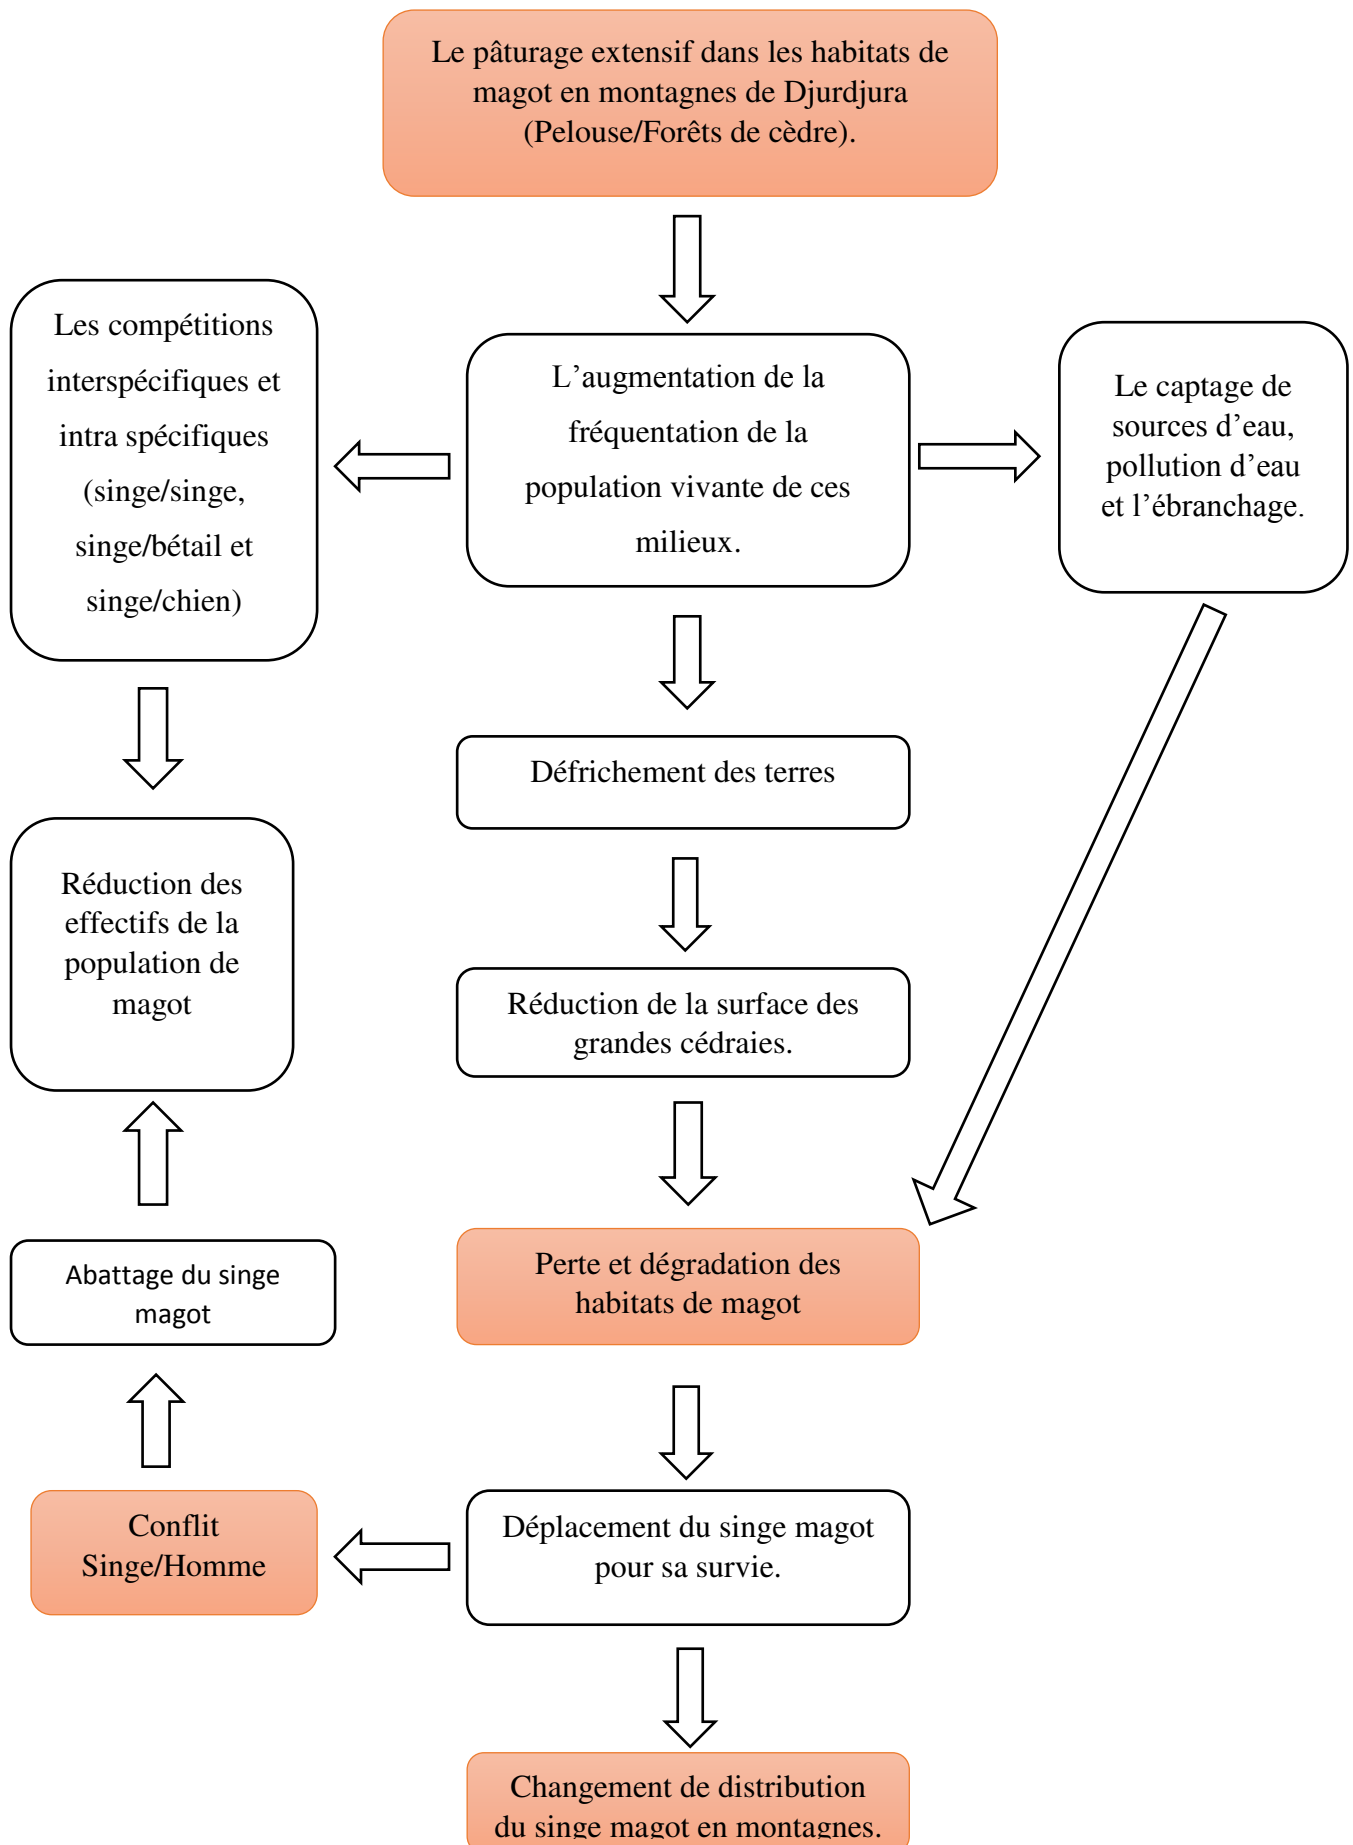 Le pâturage extensif dans les habitats de
magot en montagnes de Djurdjura
(Pelouse/Forêts de cèdre).
Les compétitions
interspécifiques et
intra spécifiques
(singe/singe,
singe/bétail et
singe/chien)
L’augmentation de la
fréquentation de la
population vivante de ces
milieux.
Le captage de
sources d’eau,
pollution d’eau
et l’ébranchage.
Défrichement des terres
Réduction des
effectifs de la
population de
magot
Réduction de la surface des
grandes cédraies.
Abattage du singe
magot
Perte et dégradation des
habitats de magot
Conflit
Singe/Homme
Déplacement du singe magot
pour sa survie.
Changement de distribution
du singe magot en montagnes.